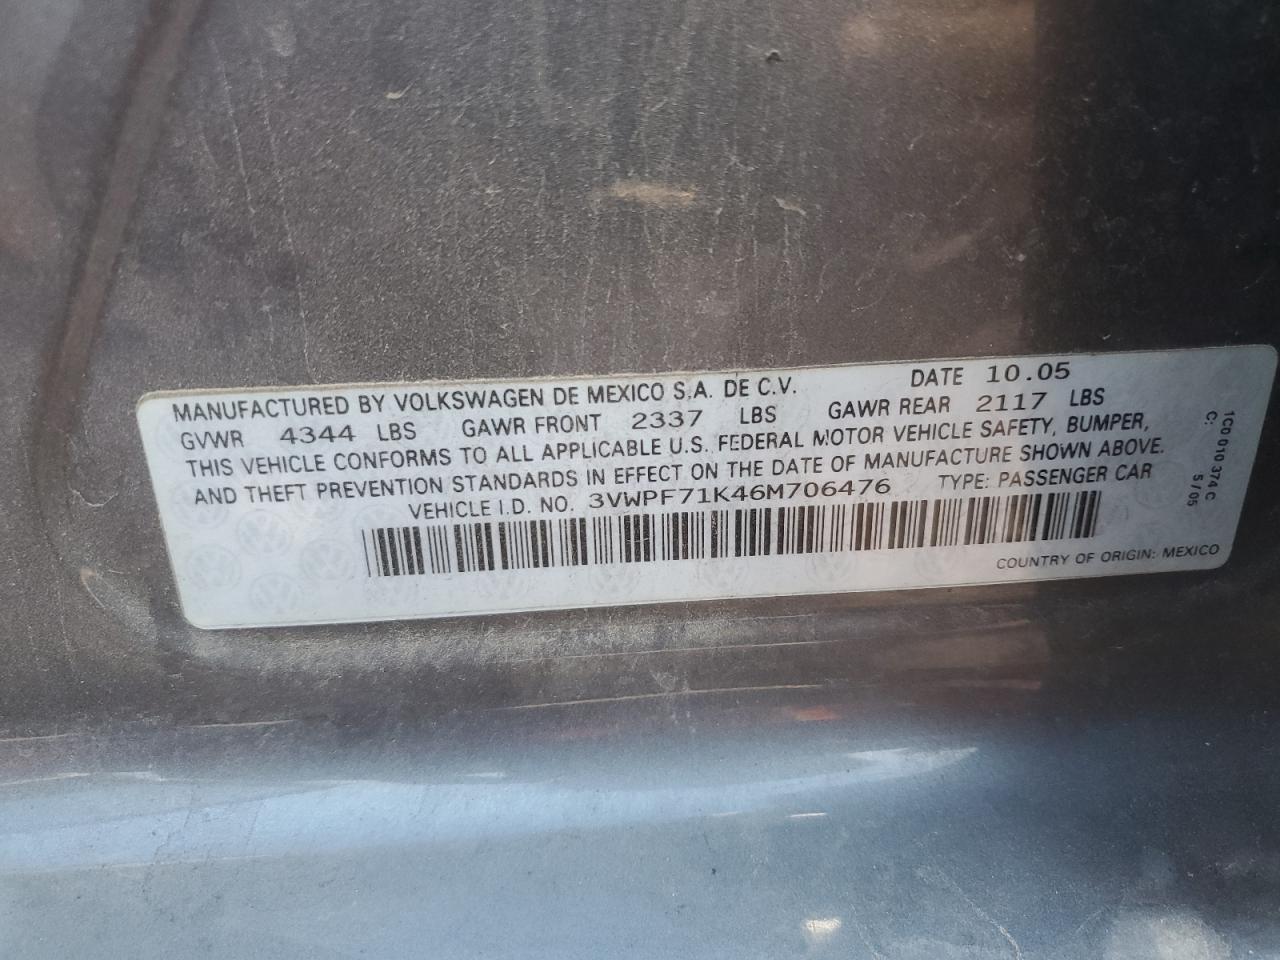 MANUFACTURED BY VOLKSWAGEN DE MEXICO S.A. DE C.V. DATE 10.05
GVWR 4344 LBS GAWR FRONT 2337 LBS GAWR REAR 2117 LBS
THIS VEHICLE CONFORMS TO ALL APPLICABLE U.S. FEDERAL MOTOR VEHICLE SAFETY, BUMPER,
AND THEFT PREVENTION STANDARDS IN EFFECT ON THE DATE OF MANUFACTURE SHOWN ABOVE.
VEHICLE I.D. NO. 3VWPF71K46M706476 TYPE: PASSENGER CAR
COUNTRY OF ORIGIN: MEXICO
1C0 010 374 C
C: 5/05